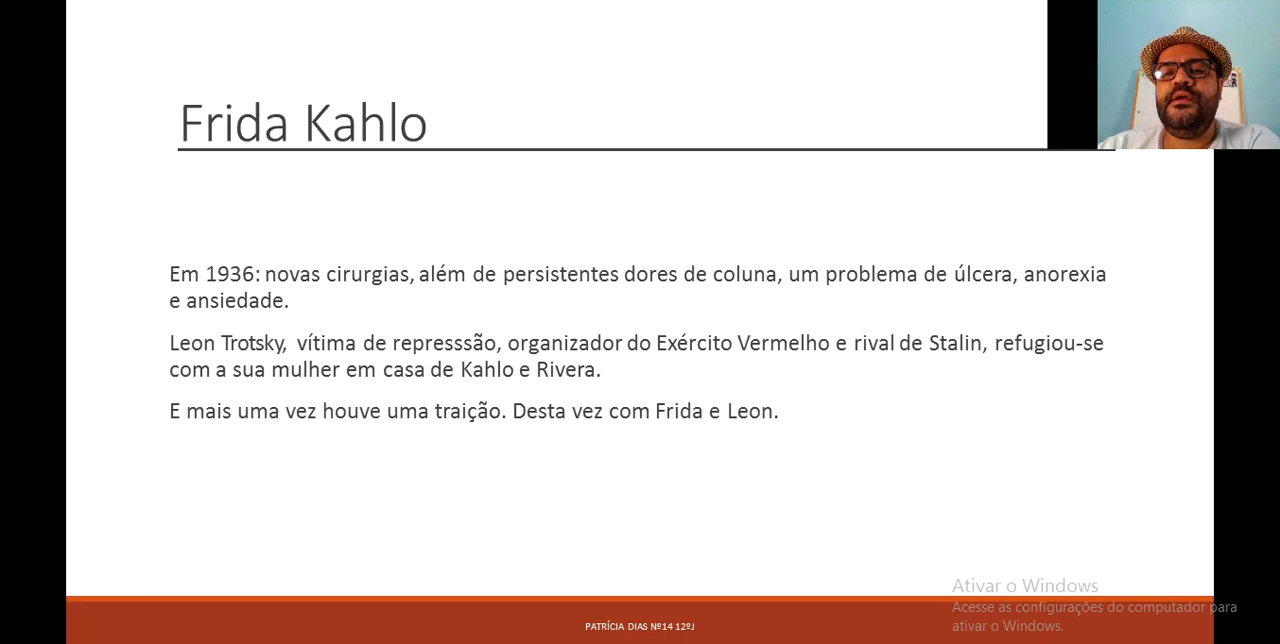 Frida Kahlo
Em 1936: novas cirurgias, além de persistentes dores de coluna, um problema de úlcera, anorexia
e ansiedade.
Leon Trotsky, vítima de represssão, organizador do Exército Vermelho e rival de Stalin, refugiou-se
com a sua mulher em casa de Kahlo e Rivera.
E mais uma vez houve uma traição. Desta vez com Frida e Leon.
Ativar o Windows
Acesse as configurações do computador para
ativar o Windows.
PATRÍCIA DIAS Nº14 12ºJ